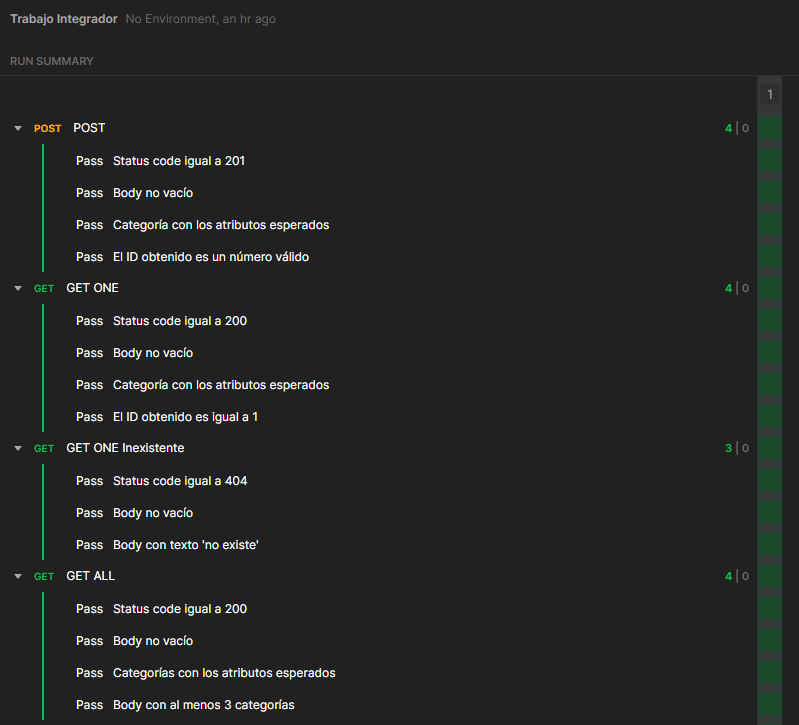 Trabajo Integrador No Environment, an hr ago
RUN SUMMARY
1
POST POST 4 | 0
Pass Status code igual a 201
Pass Body no vacío
Pass Categoría con los atributos esperados
Pass El ID obtenido es un número válido
GET GET ONE 4 | 0
Pass Status code igual a 200
Pass Body no vacío
Pass Categoría con los atributos esperados
Pass El ID obtenido es igual a 1
GET GET ONE Inexistente 3 | 0
Pass Status code igual a 404
Pass Body no vacío
Pass Body con texto 'no existe'
GET GET ALL 4 | 0
Pass Status code igual a 200
Pass Body no vacío
Pass Categorías con los atributos esperados
Pass Body con al menos 3 categorías